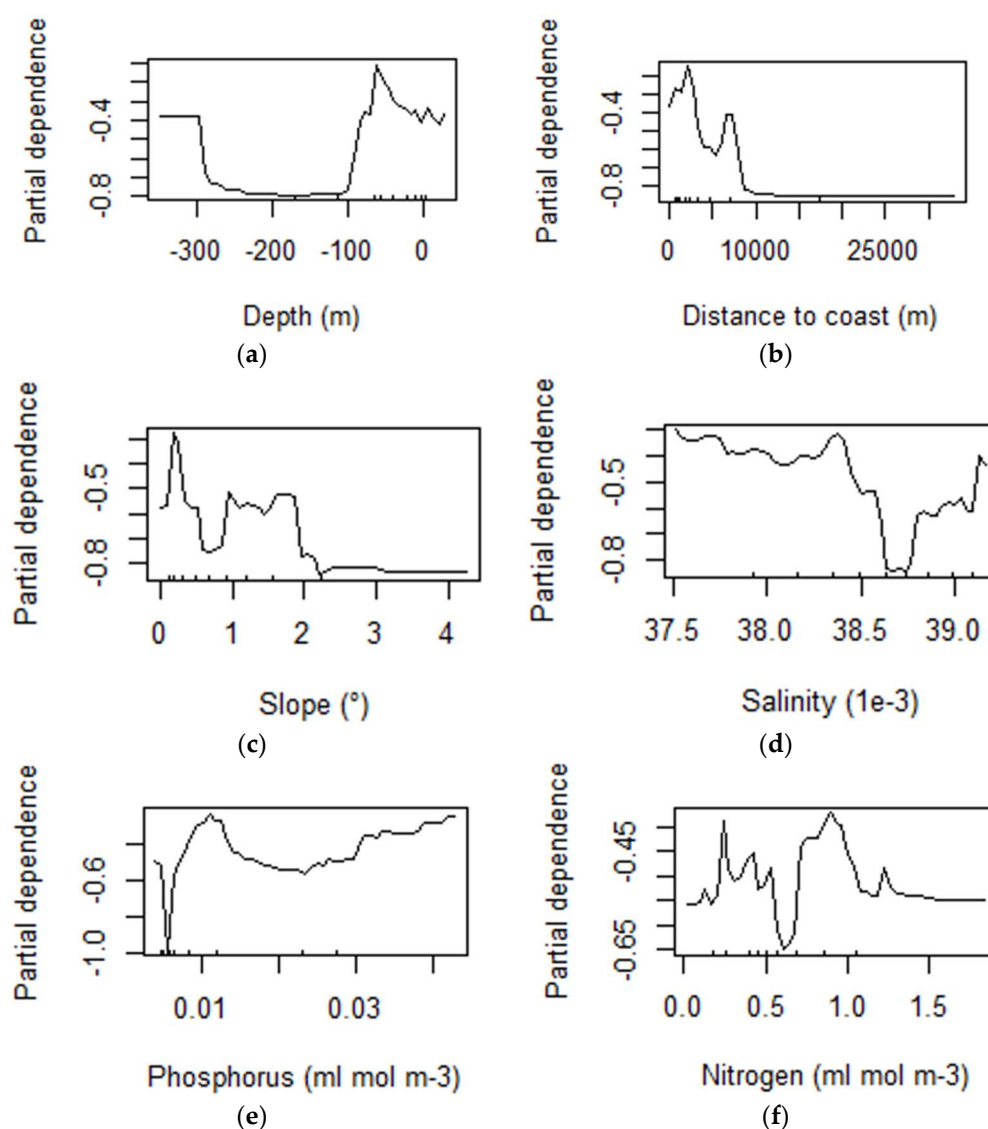 Partial dependence
-0.4
-0.8
-300
-200
-100
0
Depth (m)
(a)
Partial dependence
-0.4
-0.8
0
10000
25000
Distance to coast (m)
(b)
Partial dependence
-0.5
-0.8
0
1
2
3
4
Slope (°)
(c)
Partial dependence
-0.5
-0.8
37.5
38.0
38.5
39.0
Salinity (1e-3)
(d)
Partial dependence
-0.6
-1.0
0.01
0.03
Phosphorus (ml mol m-3)
(e)
Partial dependence
-0.45
-0.65
0.0
0.5
1.0
1.5
Nitrogen (ml mol m-3)
(f)